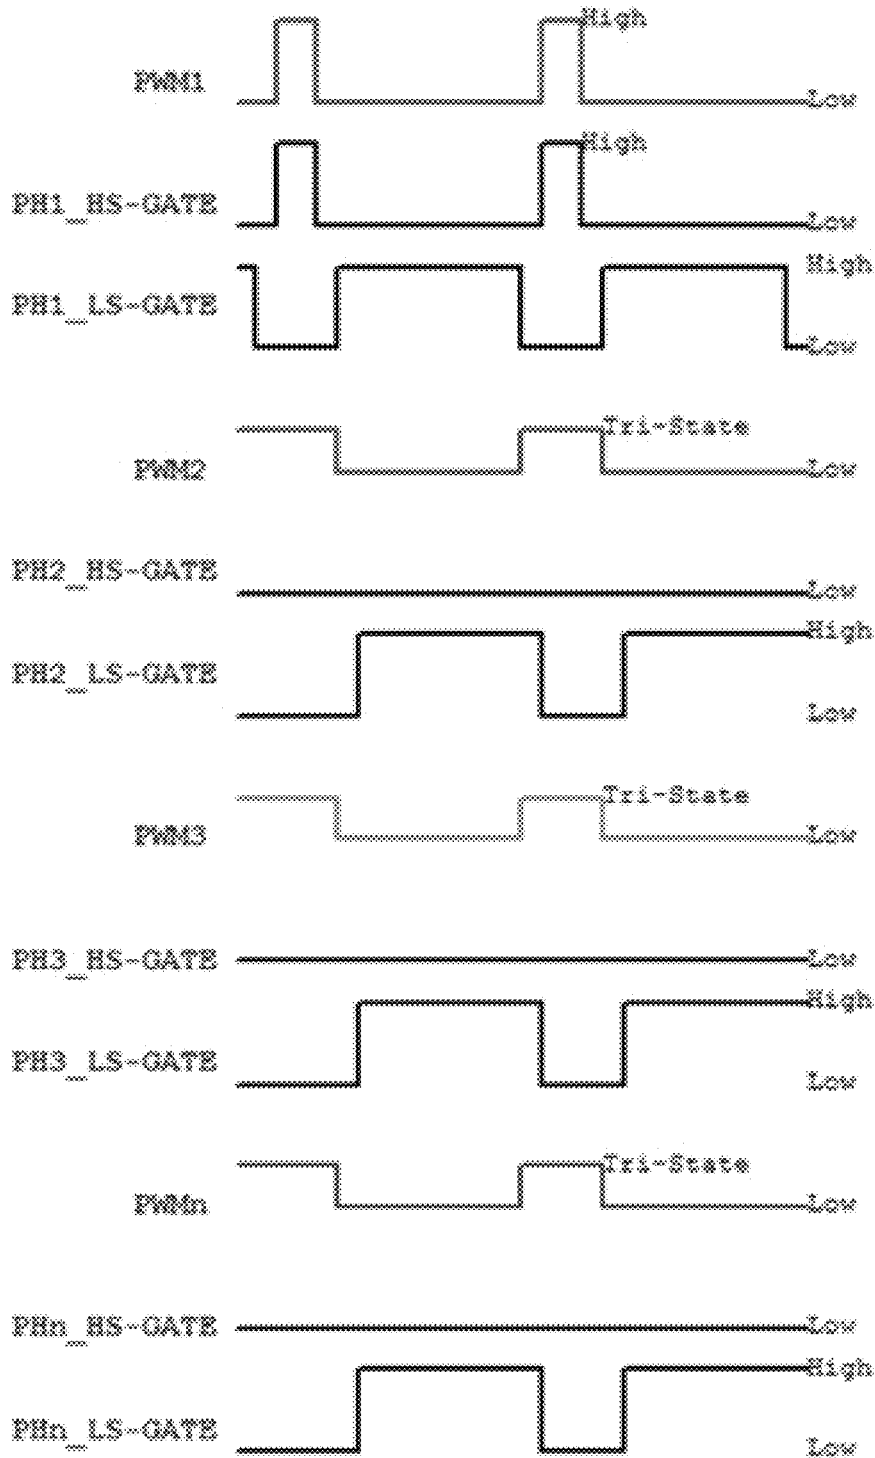 High
PWM1
Low
High
PH1_HS-GATE
Low
High
PH1_LS-GATE
Low
Tri-State
PWM2
Low
PH2_HS-GATE
Low
High
PH2_LS-GATE
Low
Tri-State
PWM3
Low
PH3_HS-GATE
Low
High
PH3_LS-GATE
Low
Tri-State
PWMn
Low
PHn_HS-GATE
Low
High
PHn_LS-GATE
Low